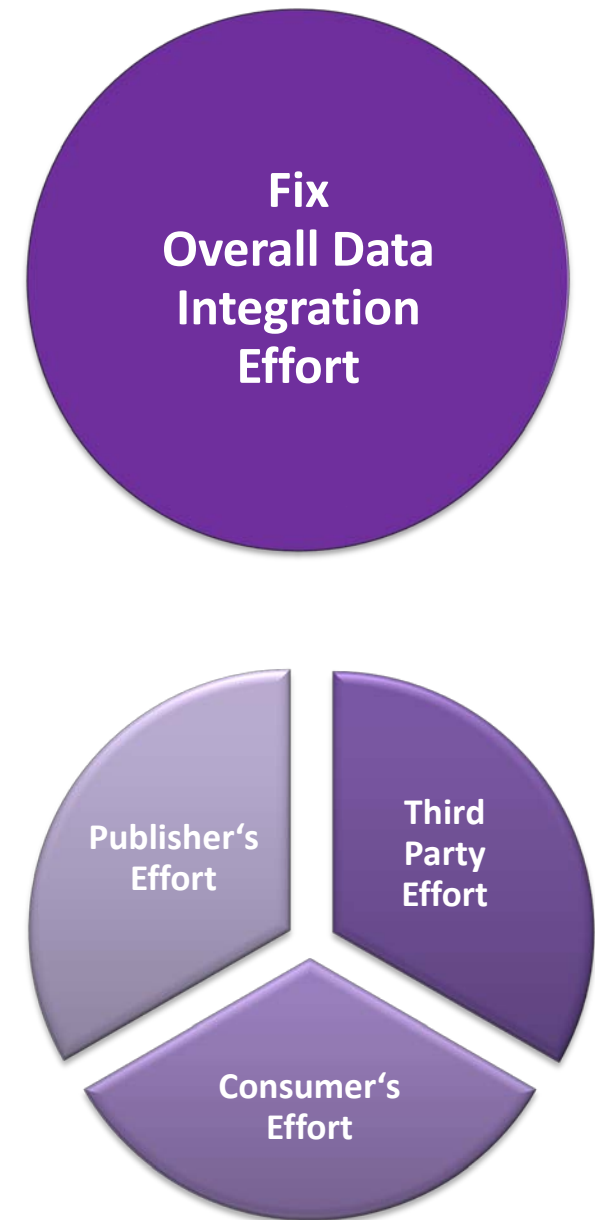 Fix
Overall Data
Integration
Effort
Publisher‘s
Effort
Third
Party
Effort
Consumer‘s
Effort